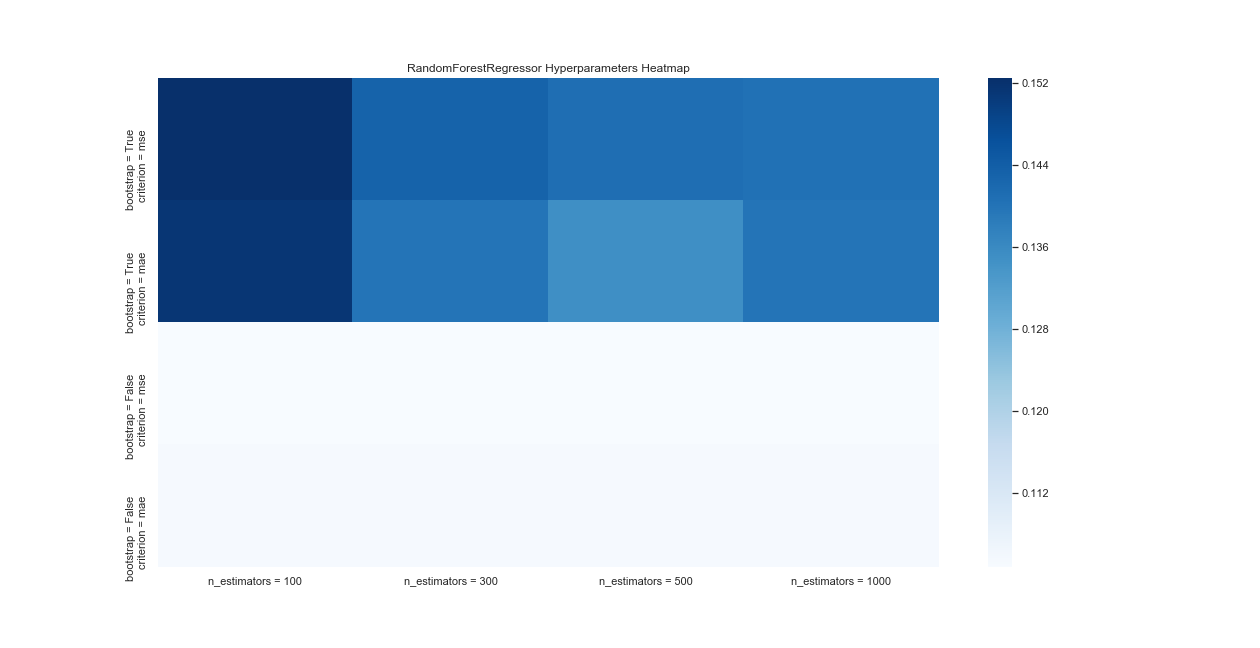 RandomForestRegressor Hyperparameters Heatmap
bootstrap = True
criterion = mse
bootstrap = True
criterion = mae
bootstrap = False
criterion = mse
bootstrap = False
criterion = mae
n_estimators = 100
n_estimators = 300
n_estimators = 500
n_estimators = 1000
0.152
0.144
0.136
0.128
0.120
0.112